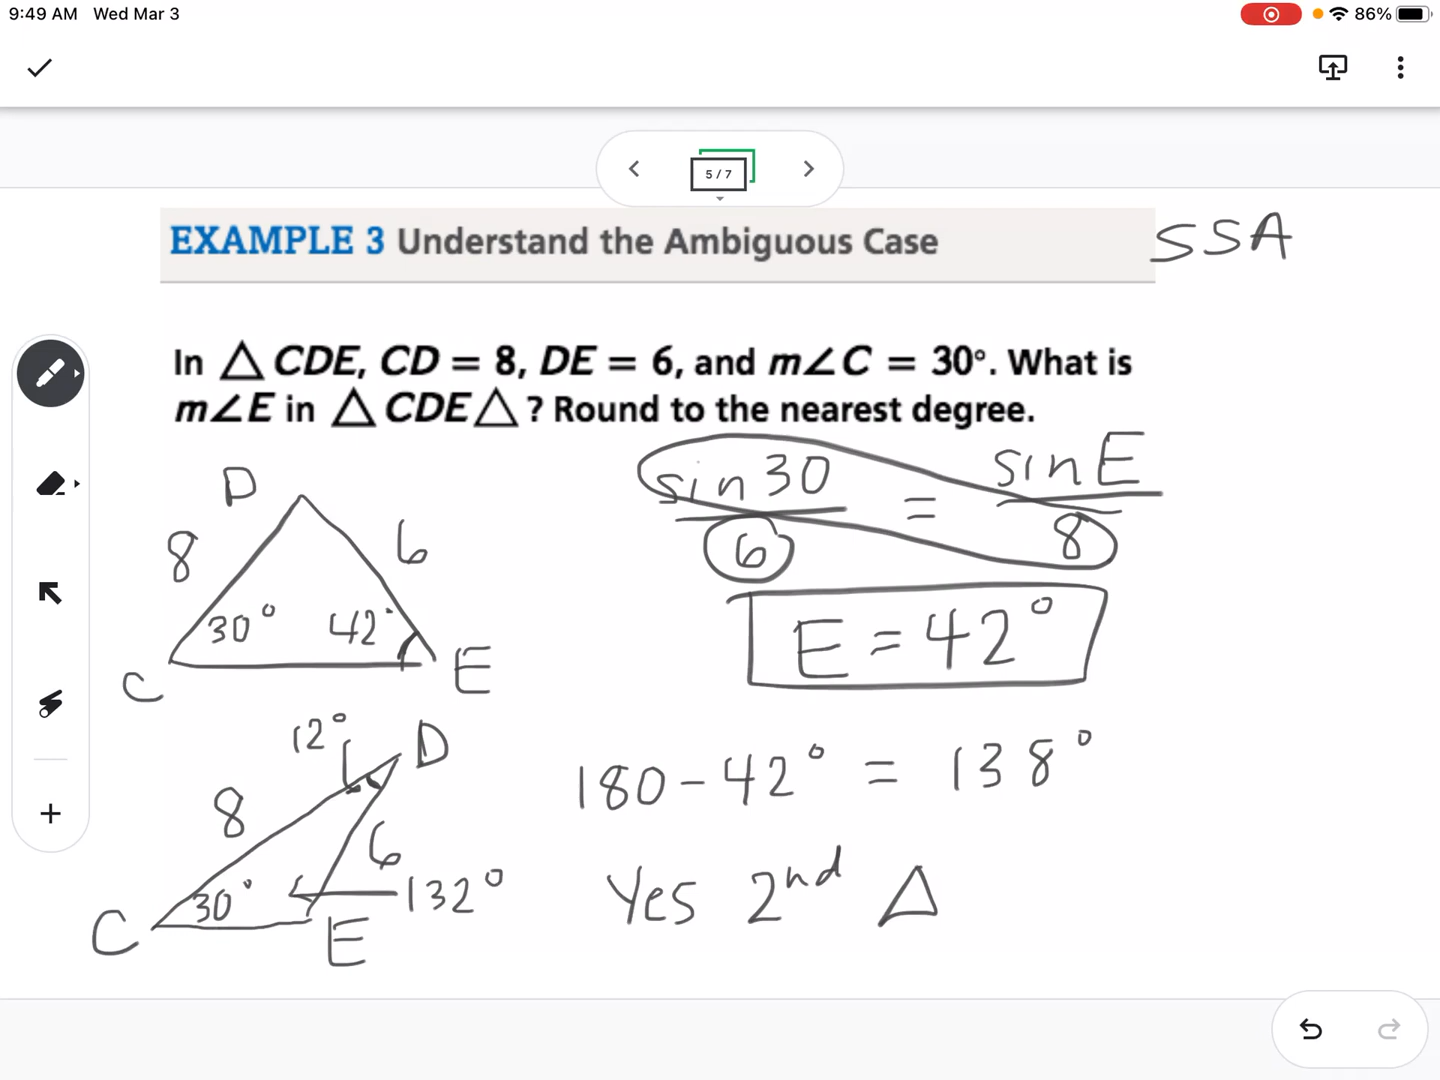 9:49 AM Wed Mar 3
86%
5 / 7
EXAMPLE 3 Understand the Ambiguous Case
SSA
In △ CDE, CD = 8, DE = 6, and m∠C = 30°. What is
m∠E in △ CDE△ ? Round to the nearest degree.
D
8
6
30°
42°
C
E
sin 30 = sin E
6
8
E = 42°
12°
D
8
6
30°
132°
C
E
180 - 42° = 138°
Yes 2nd △